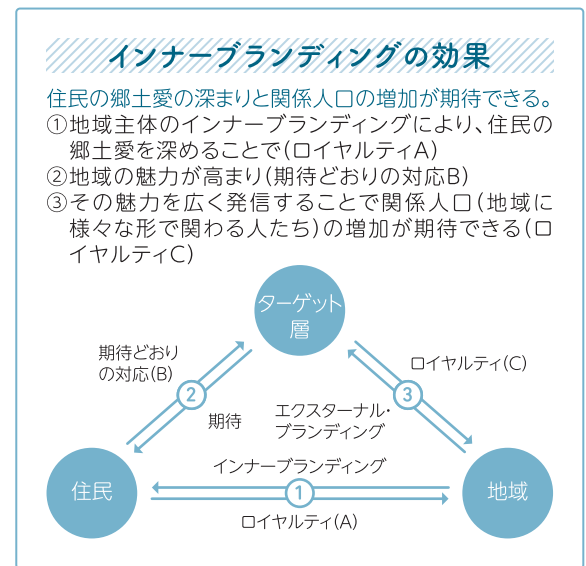 インナーブランディングの効果
住民の郷土愛の深まりと関係人口の増加が期待できる。
①地域主体のインナーブランディングにより、住民の
郷土愛を深めることで(ロイヤルティA)
②地域の魅力が高まり(期待どおりの対応B)
③その魅力を広く発信することで関係人口(地域に
様々な形で関わる人たち)の増加が期待できる(ロ
イヤルティC)
ターゲット
層
期待どおり
の対応(B)
ロイヤルティ(C)
2
3
期待
エクスターナル・
ブランディング
インナーブランディング
住民
1
地域
ロイヤルティ(A)